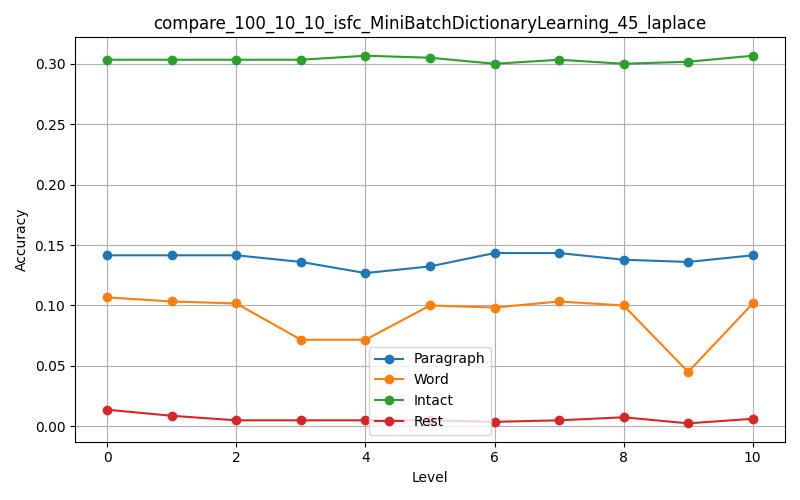 compare_100_10_10_isfc_MiniBatchDictionaryLearning_45_laplace
0.30
0.25
0.20
0.15
0.10
0.05
0.00
Accuracy
Paragraph
Word
Intact
Rest
0 2 4 6 8 10
Level